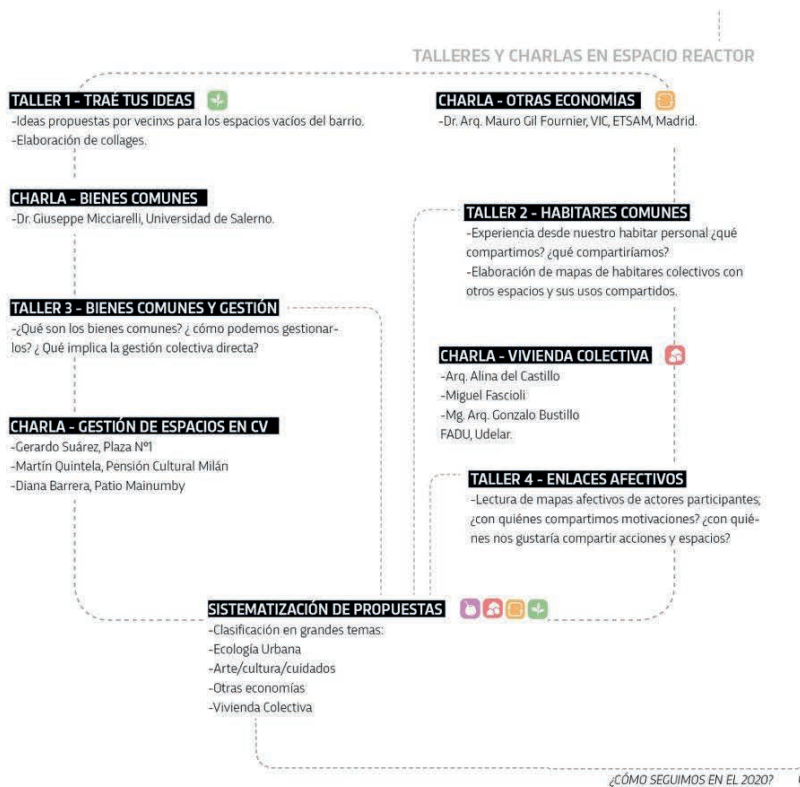 TALLERES Y CHARLAS EN ESPACIO REACTOR
TALLER 1 - TRAÉ TUS IDEAS
-Ideas propuestas por vecinxs para los espacios vacíos del barrio.
-Elaboración de collages.
CHARLA - OTRAS ECONOMÍAS
-Dr. Arq. Mauro Gil Fournier, VIC, ETSAM, Madrid.
CHARLA - BIENES COMUNES
-Dr. Giuseppe Micciarelli, Universidad de Salerno.
TALLER 2 - HABITARES COMUNES
-Experiencia desde nuestro habitar personal ¿qué
compartimos? ¿qué compartiríamos?
-Elaboración de mapas de habitares colectivos con
otros espacios y sus usos compartidos.
TALLER 3 - BIENES COMUNES Y GESTIÓN
-¿Qué son los bienes comunes? ¿ cómo podemos gestionar-
los? ¿ Qué implica la gestión colectiva directa?
CHARLA - VIVIENDA COLECTIVA
-Arq. Alina del Castillo
-Miguel Fascioli
-Mg. Arq. Gonzalo Bustillo
FADU, Udelar.
CHARLA - GESTIÓN DE ESPACIOS EN CV
-Gerardo Suárez, Plaza Nº1
-Martín Quintela, Pensión Cultural Milán
-Diana Barrera, Patio Mainumby
TALLER 4 - ENLACES AFECTIVOS
-Lectura de mapas afectivos de actores participantes;
¿con quiénes compartimos motivaciones? ¿con quié-
nes nos gustaría compartir acciones y espacios?
SISTEMATIZACIÓN DE PROPUESTAS
-Clasificación en grandes temas:
-Ecología Urbana
-Arte/cultura/cuidados
-Otras economías
-Vivienda Colectiva
¿CÓMO SEGUIMOS EN EL 2020?